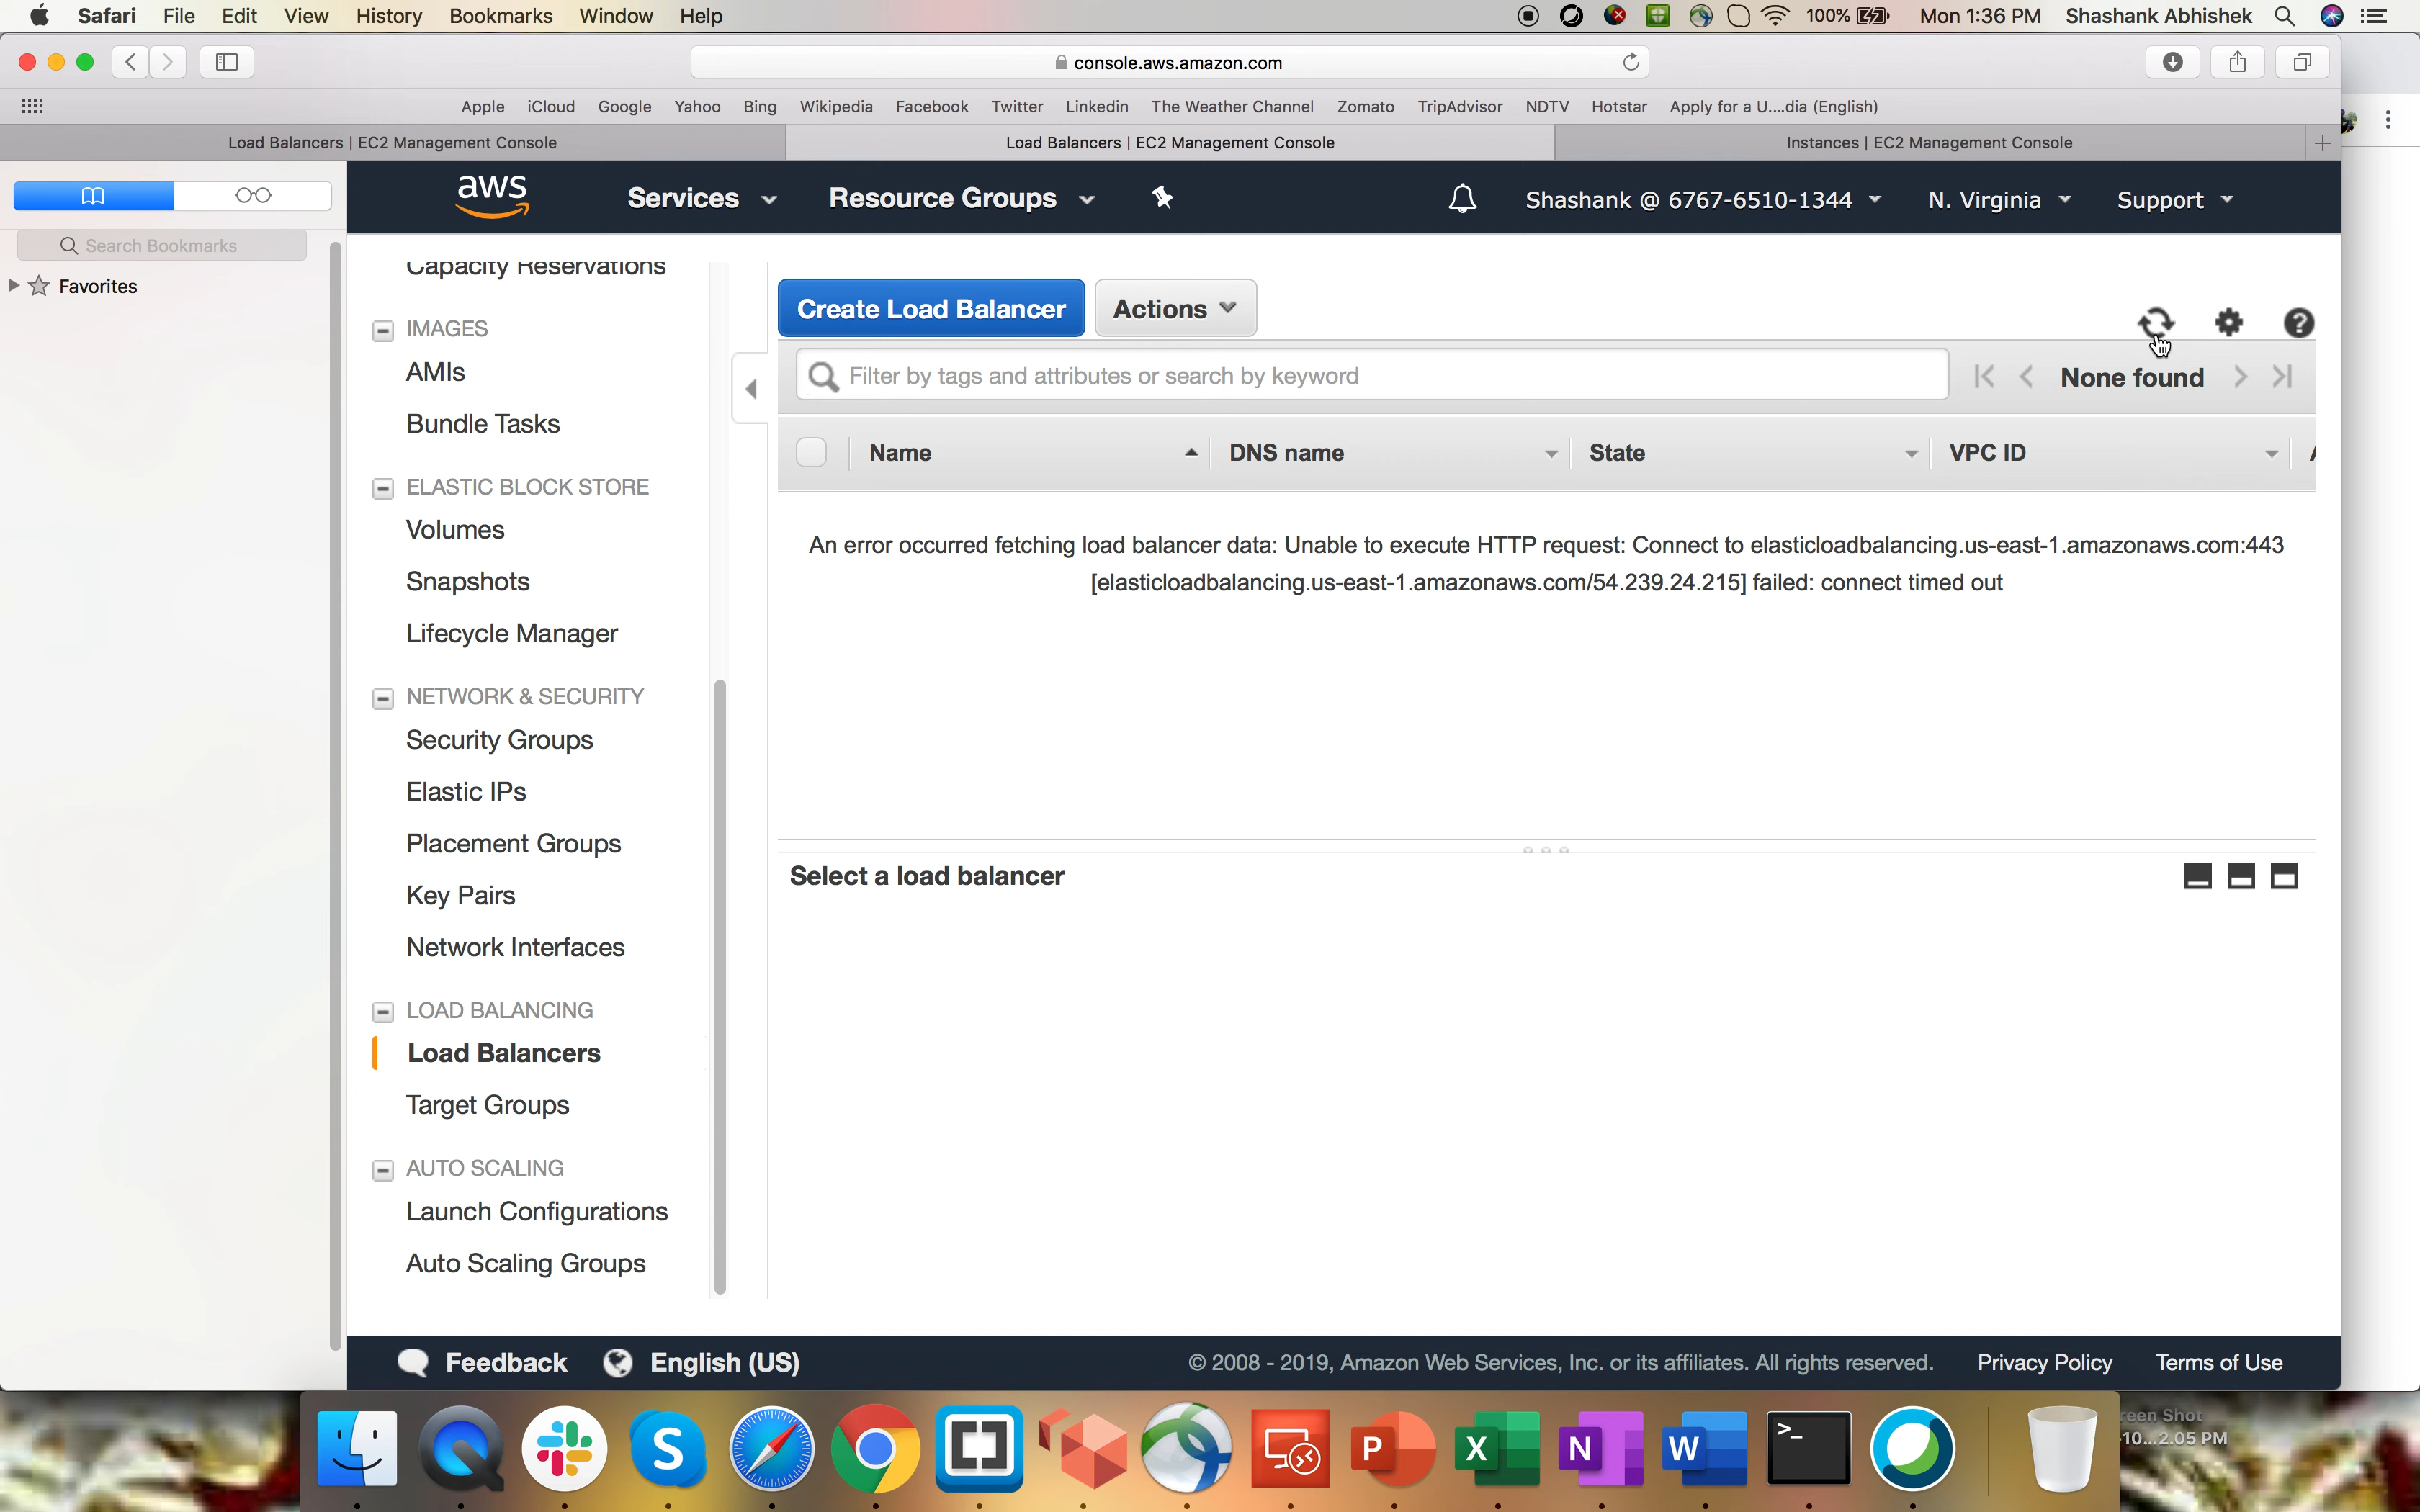 Safari File Edit View History Bookmarks Window Help 100% Mon 1:36 PM Shashank Abhishek
console.aws.amazon.com
Apple iCloud Google Yahoo Bing Wikipedia Facebook Twitter Linkedin The Weather Channel Zomato TripAdvisor NDTV Hotstar Apply for a U....dia (English)
Load Balancers | EC2 Management Console Load Balancers | EC2 Management Console Instances | EC2 Management Console
aws Services Resource Groups Shashank @ 6767-6510-1344 N. Virginia Support
Search Bookmarks
Favorites
Capacity Reservations
IMAGES
AMIs
Bundle Tasks
ELASTIC BLOCK STORE
Volumes
Snapshots
Lifecycle Manager
NETWORK & SECURITY
Security Groups
Elastic IPs
Placement Groups
Key Pairs
Network Interfaces
LOAD BALANCING
Load Balancers
Target Groups
AUTO SCALING
Launch Configurations
Auto Scaling Groups
Create Load Balancer Actions
Filter by tags and attributes or search by keyword None found
Name DNS name State VPC ID
An error occurred fetching load balancer data: Unable to execute HTTP request: Connect to elasticloadbalancing.us-east-1.amazonaws.com:443
[elasticloadbalancing.us-east-1.amazonaws.com/54.239.24.215] failed: connect timed out
Select a load balancer
Feedback English (US) © 2008 - 2019, Amazon Web Services, Inc. or its affiliates. All rights reserved. Privacy Policy Terms of Use
S P X N W >_
een Shot
10...2.05 PM